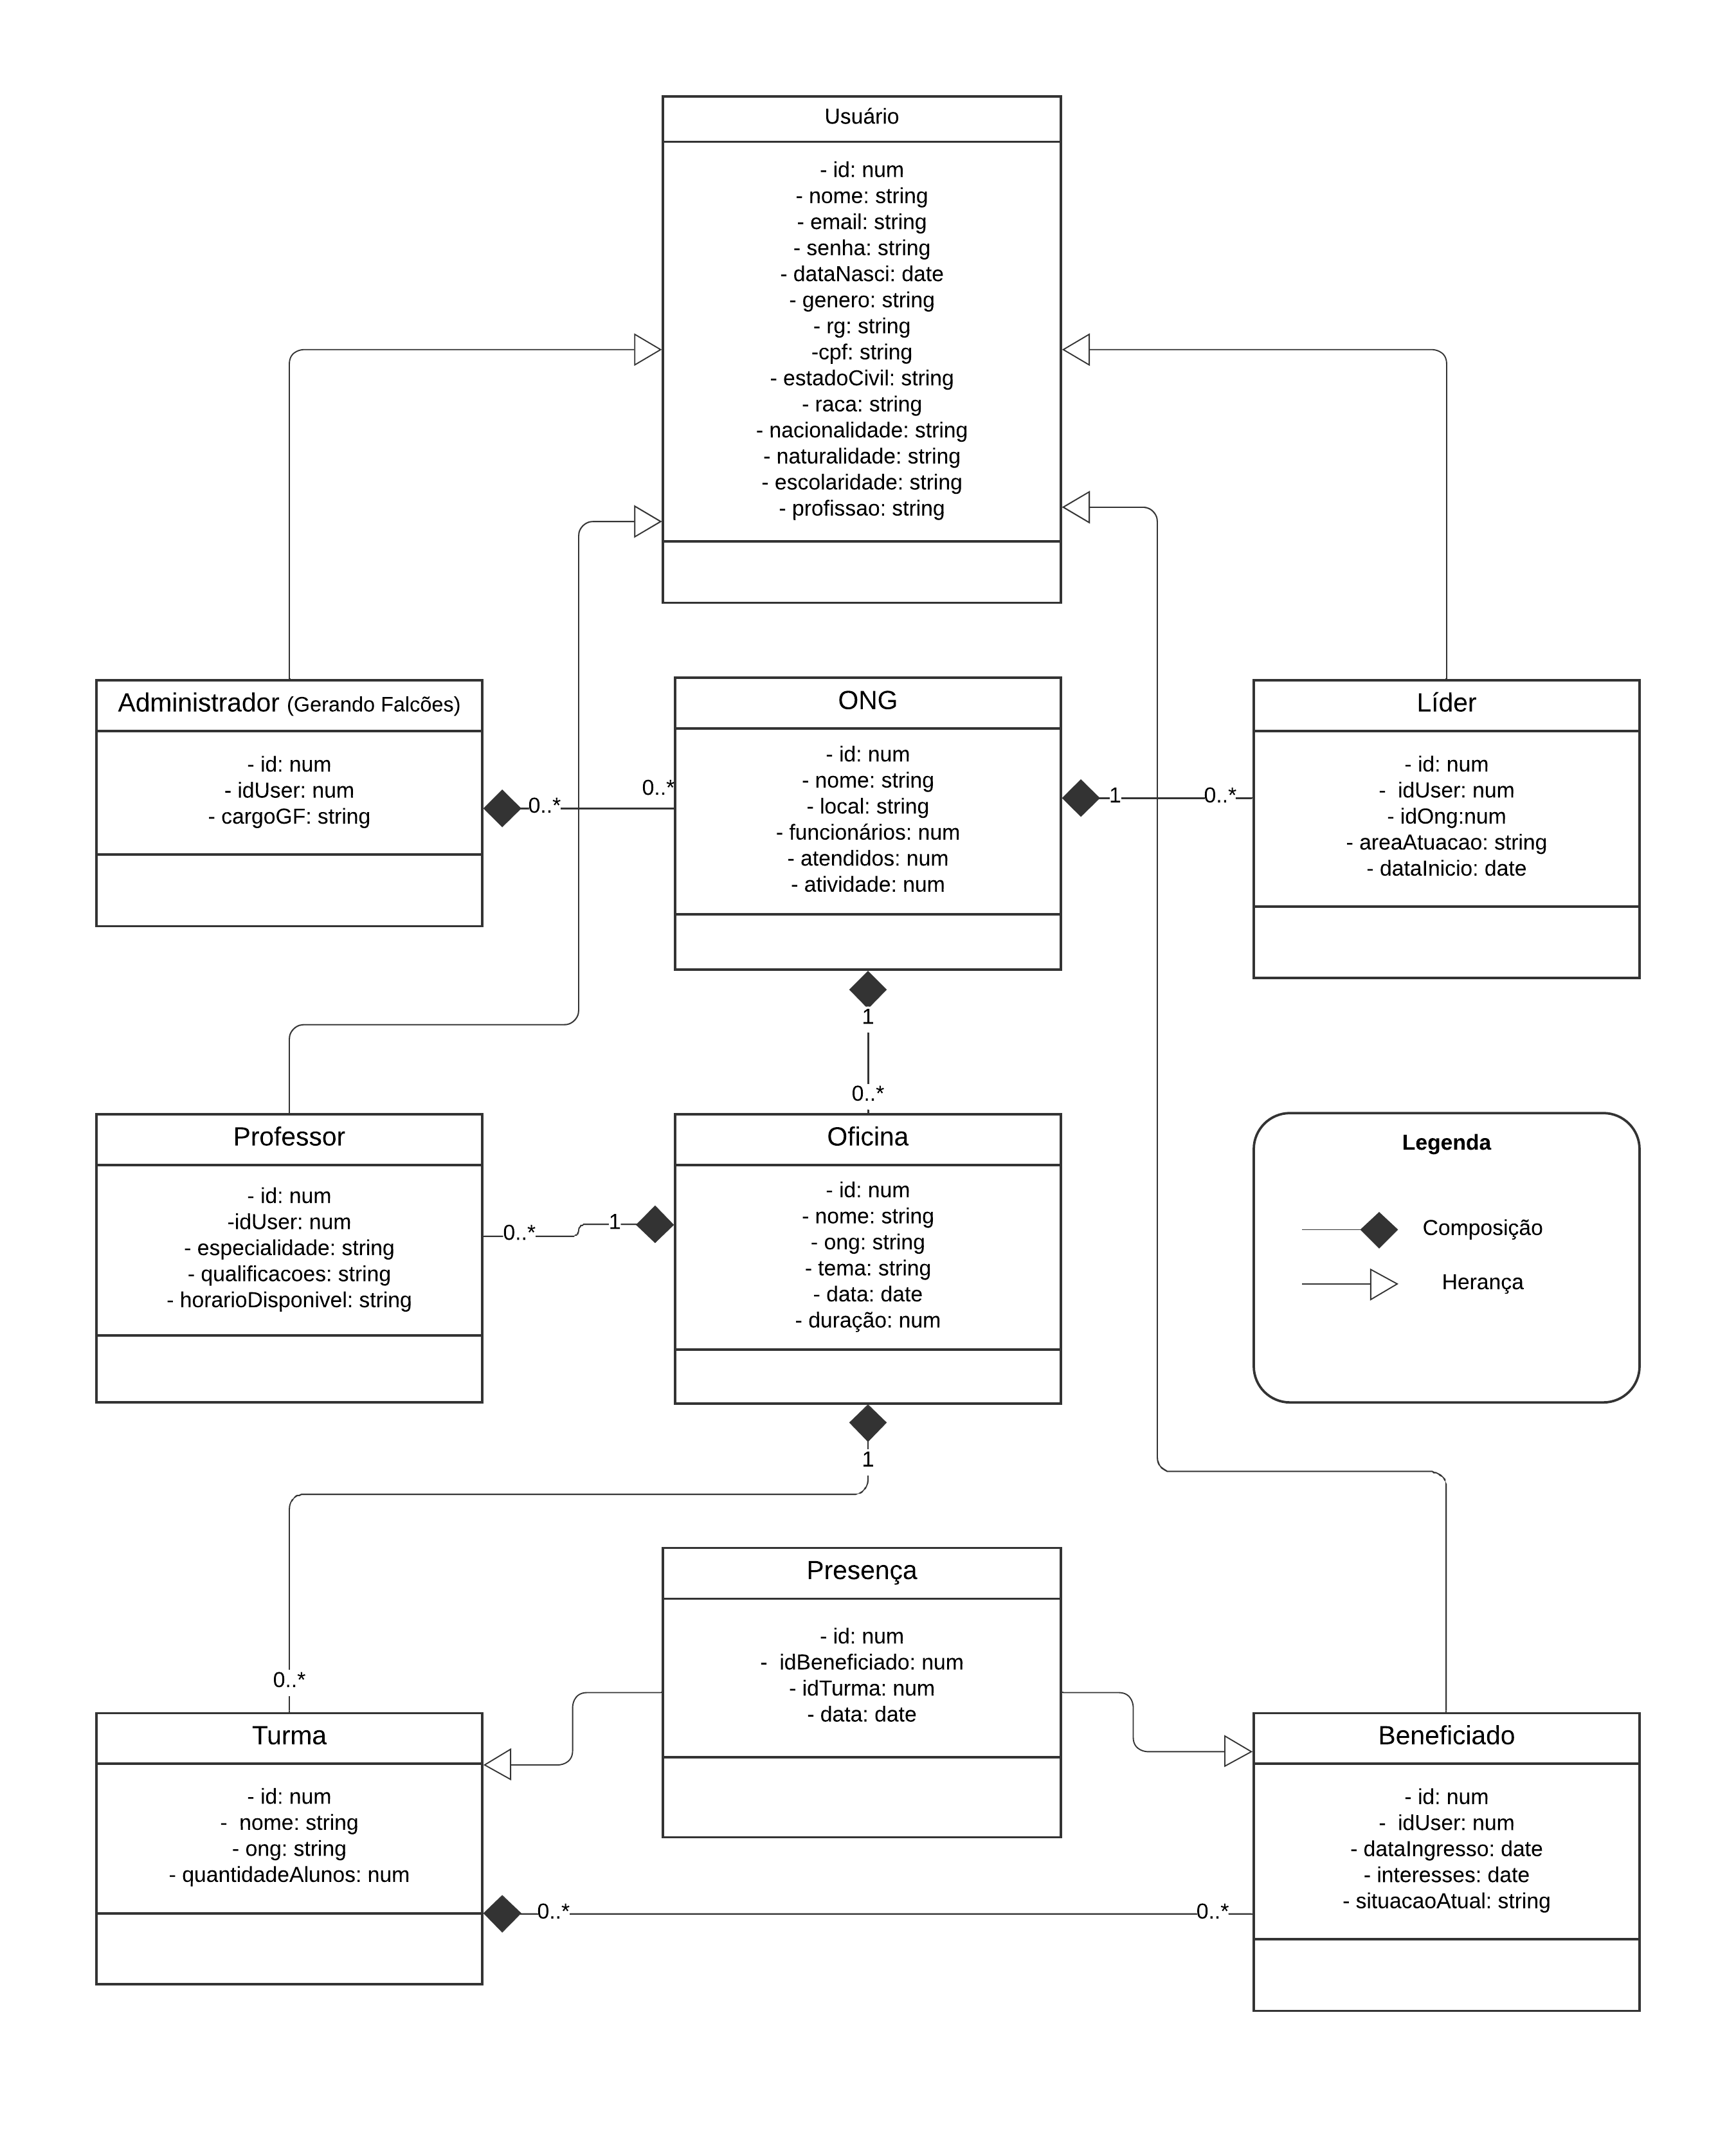 Usuário
- id: num
- nome: string
- email: string
- senha: string
- dataNasci: date
- genero: string
- rg: string
-cpf: string
- estadoCivil: string
- raca: string
- nacionalidade: string
- naturalidade: string
- escolaridade: string
- profissao: string
Administrador (Gerando Falcões)
- id: num
- idUser: num
- cargoGF: string
0..*
0..*
ONG
- id: num
- nome: string
- local: string
- funcionários: num
- atendidos: num
- atividade: num
1
0..*
Líder
- id: num
-  idUser: num
- idOng:num
- areaAtuacao: string
- dataInicio: date
1
0..*
Professor
- id: num
-idUser: num
- especialidade: string
- qualificacoes: string
- horarioDisponivel: string
0..*
1
Oficina
- id: num
- nome: string
- ong: string
- tema: string
- data: date
- duração: num
Legenda
Composição
Herança
1
0..*
Presença
- id: num
-  idBeneficiado: num
- idTurma: num
- data: date
Turma
- id: num
-  nome: string
- ong: string
- quantidadeAlunos: num
0..*
0..*
Beneficiado
- id: num
-  idUser: num
- dataIngresso: date
- interesses: date
- situacaoAtual: string